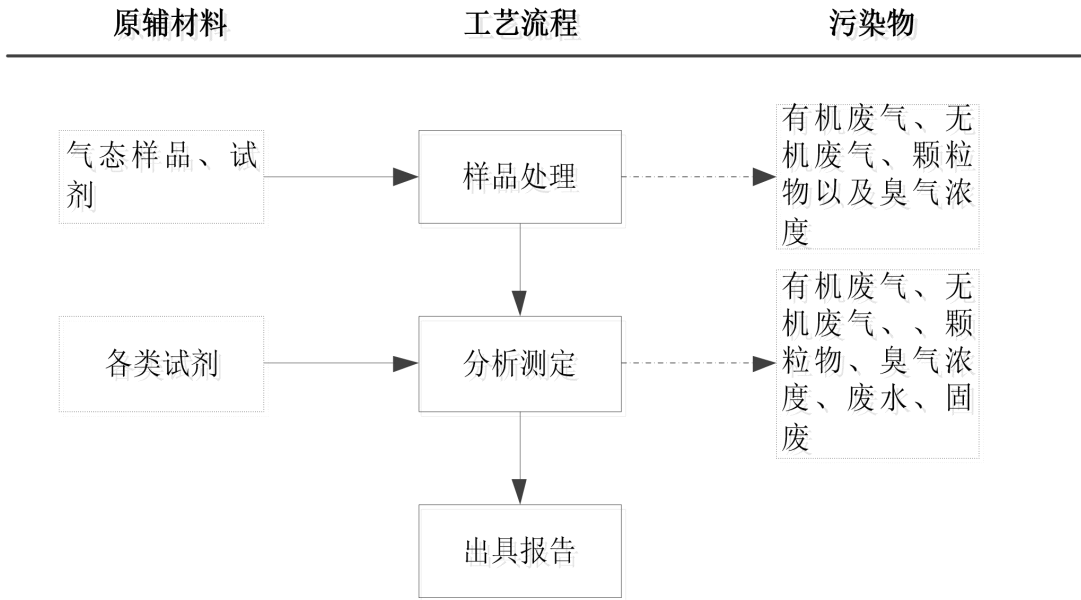 原辅材料
工艺流程
污染物
气态样品、试
剂
样品处理
有机废气、无
机废气、颗粒
物以及臭气浓
度
各类试剂
分析测定
有机废气、无
机废气、、颗
粒物、臭气浓
度、废水、固
废
出具报告